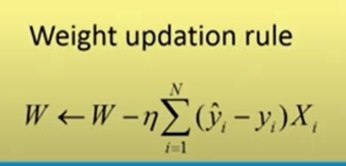 Weight updation rule
W ← W − η∑_{i=1}^{N}(ŷ_i − y_i)X_i